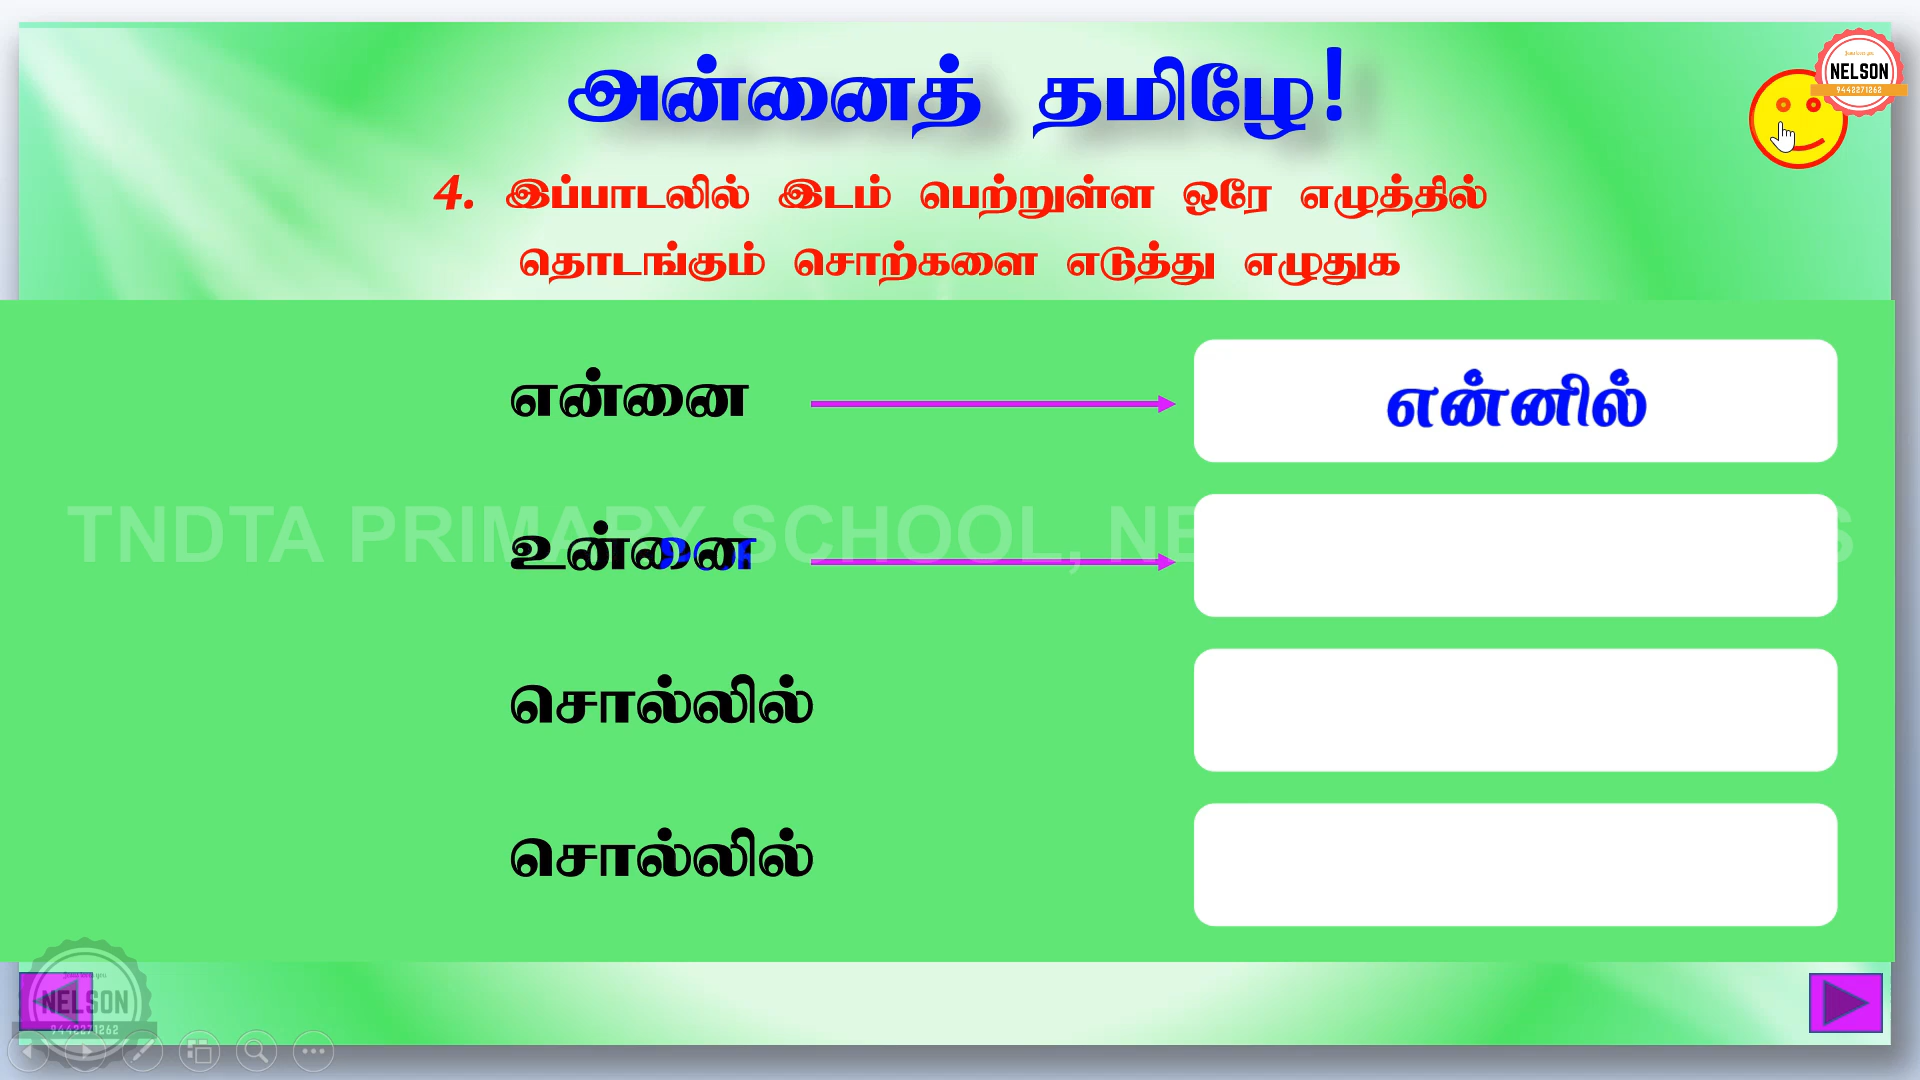 அன்னைத் தமிழே!
NELSON
9442271262
4. இப்பாடலில் இடம் பெற்றுள்ள ஒரே எழுத்தில்
தொடங்கும் சொற்களை எடுத்து எழுதுக
என்னை
என்னில்
TNDTA PRIMARY SCHOOL, NE
உன்னை
சொல்லில்
சொல்லில்
NELSON
9442271262